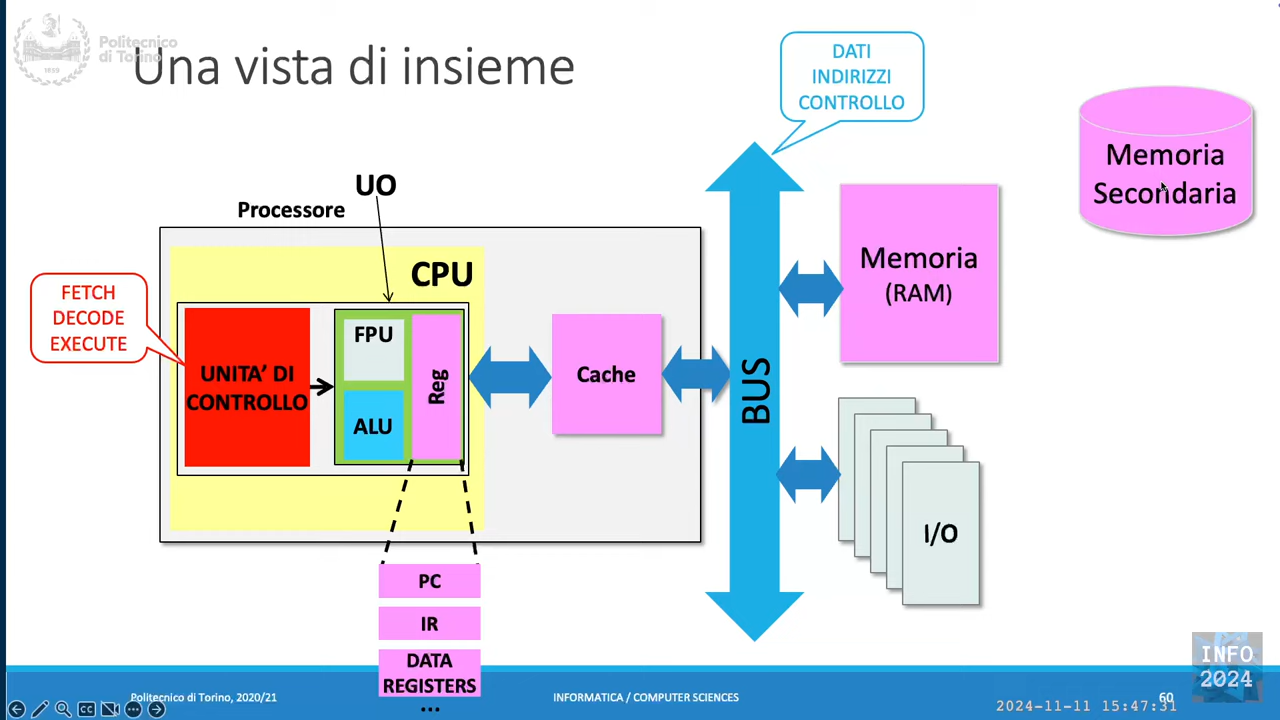 Politecnico
di Torino
1859
Una vista di insieme
DATI
INDIRIZZI
CONTROLLO
Memoria
Secondaria
UO
Processore
CPU
FETCH
DECODE
EXECUTE
UNITA’ DI
CONTROLLO
FPU
ALU
Reg
Cache
BUS
Memoria
(RAM)
I/O
PC
IR
DATA
REGISTERS
...
Politecnico di Torino, 2020/21
INFORMATICA / COMPUTER SCIENCES
60
INFO
2024
2024-11-11 15:47:31
CC